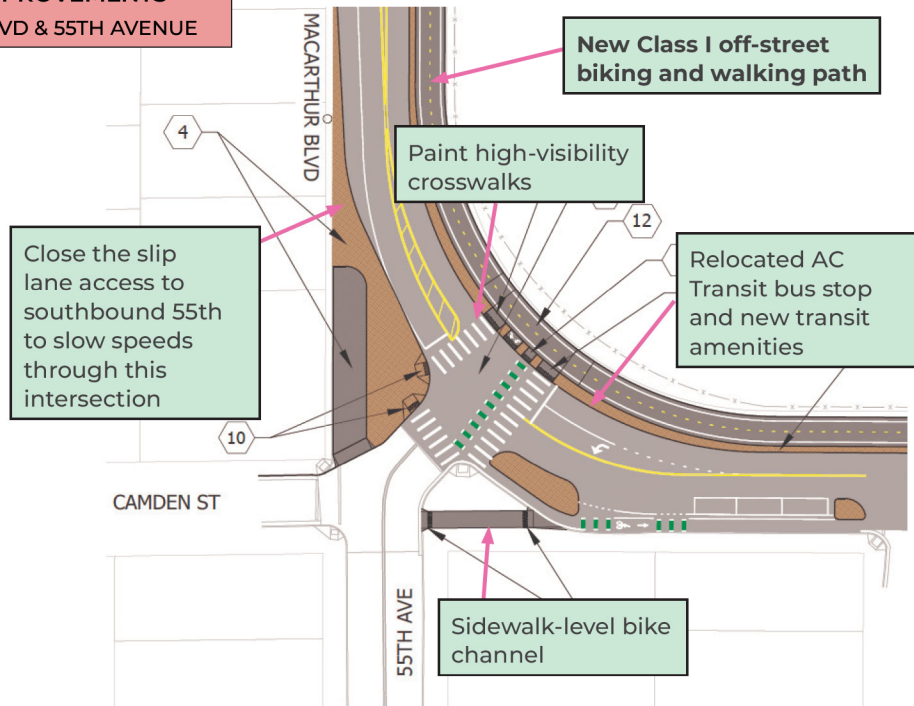 VD & 55TH AVENUE
MACARTHUR BLVD
New Class I off-street
biking and walking path
4
Paint high-visibility
crosswalks
12
Close the slip
lane access to
southbound 55th
to slow speeds
through this
intersection
Relocated AC
Transit bus stop
and new transit
amenities
10
CAMDEN ST
55TH AVE
Sidewalk-level bike
channel